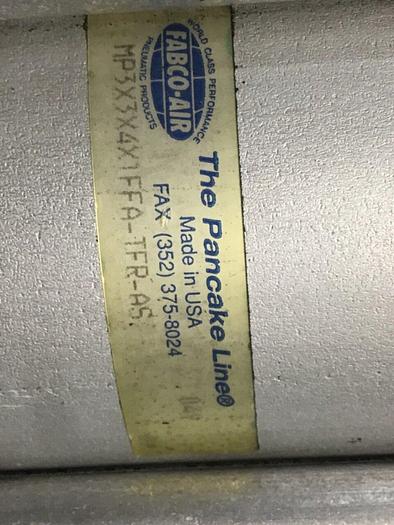 WORLD CLASS PERFORMANCE
FABCO-AIR
PNEUMATIC PRODUCTS
The Pancake Line®
Made in USA
FAX (352) 375-8024
MP3X3X4X1FFA-TFR-AS